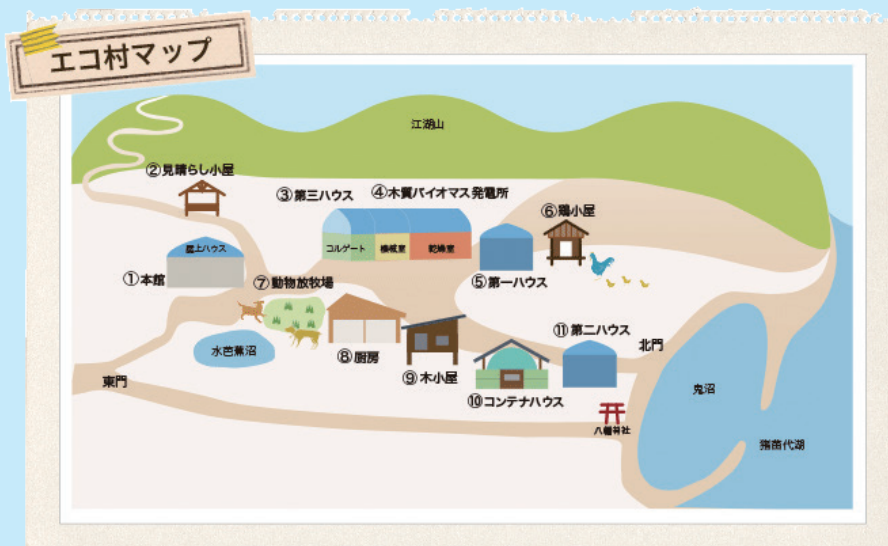 エコ村マップ
江湖山
②見晴らし小屋
③第三ハウス
④木質バイオマス発電所
⑥鶏小屋
屋上ハウス
コルゲート
機械室
乾燥室
①本館
⑦動物放牧場
⑤第一ハウス
⑪第二ハウス
北門
水芭蕉沼
⑧厨房
⑨木小屋
東門
⑩コンテナハウス
鬼沼
八幡神社
猪苗代湖